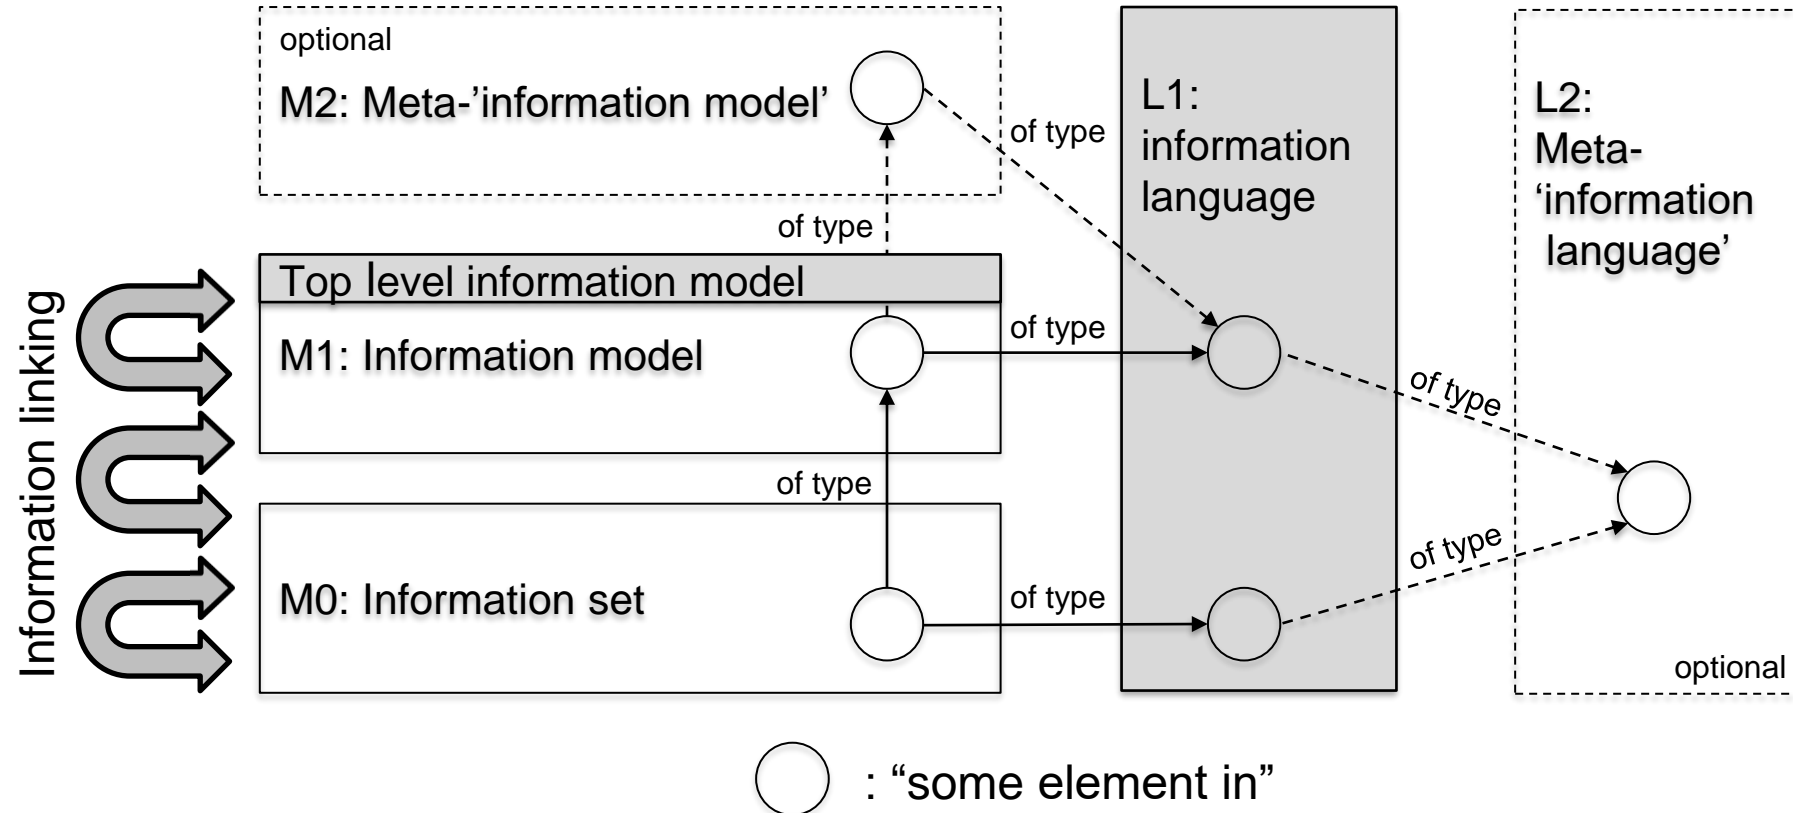 optional
M2: Meta-’information model’
of type
L1:
information
language
L2:
Meta-
‘information
language’
of type
Top level information model
Information linking
of type
M1: Information model
of type
of type
M0: Information set
of type
of type
optional
: “some element in”